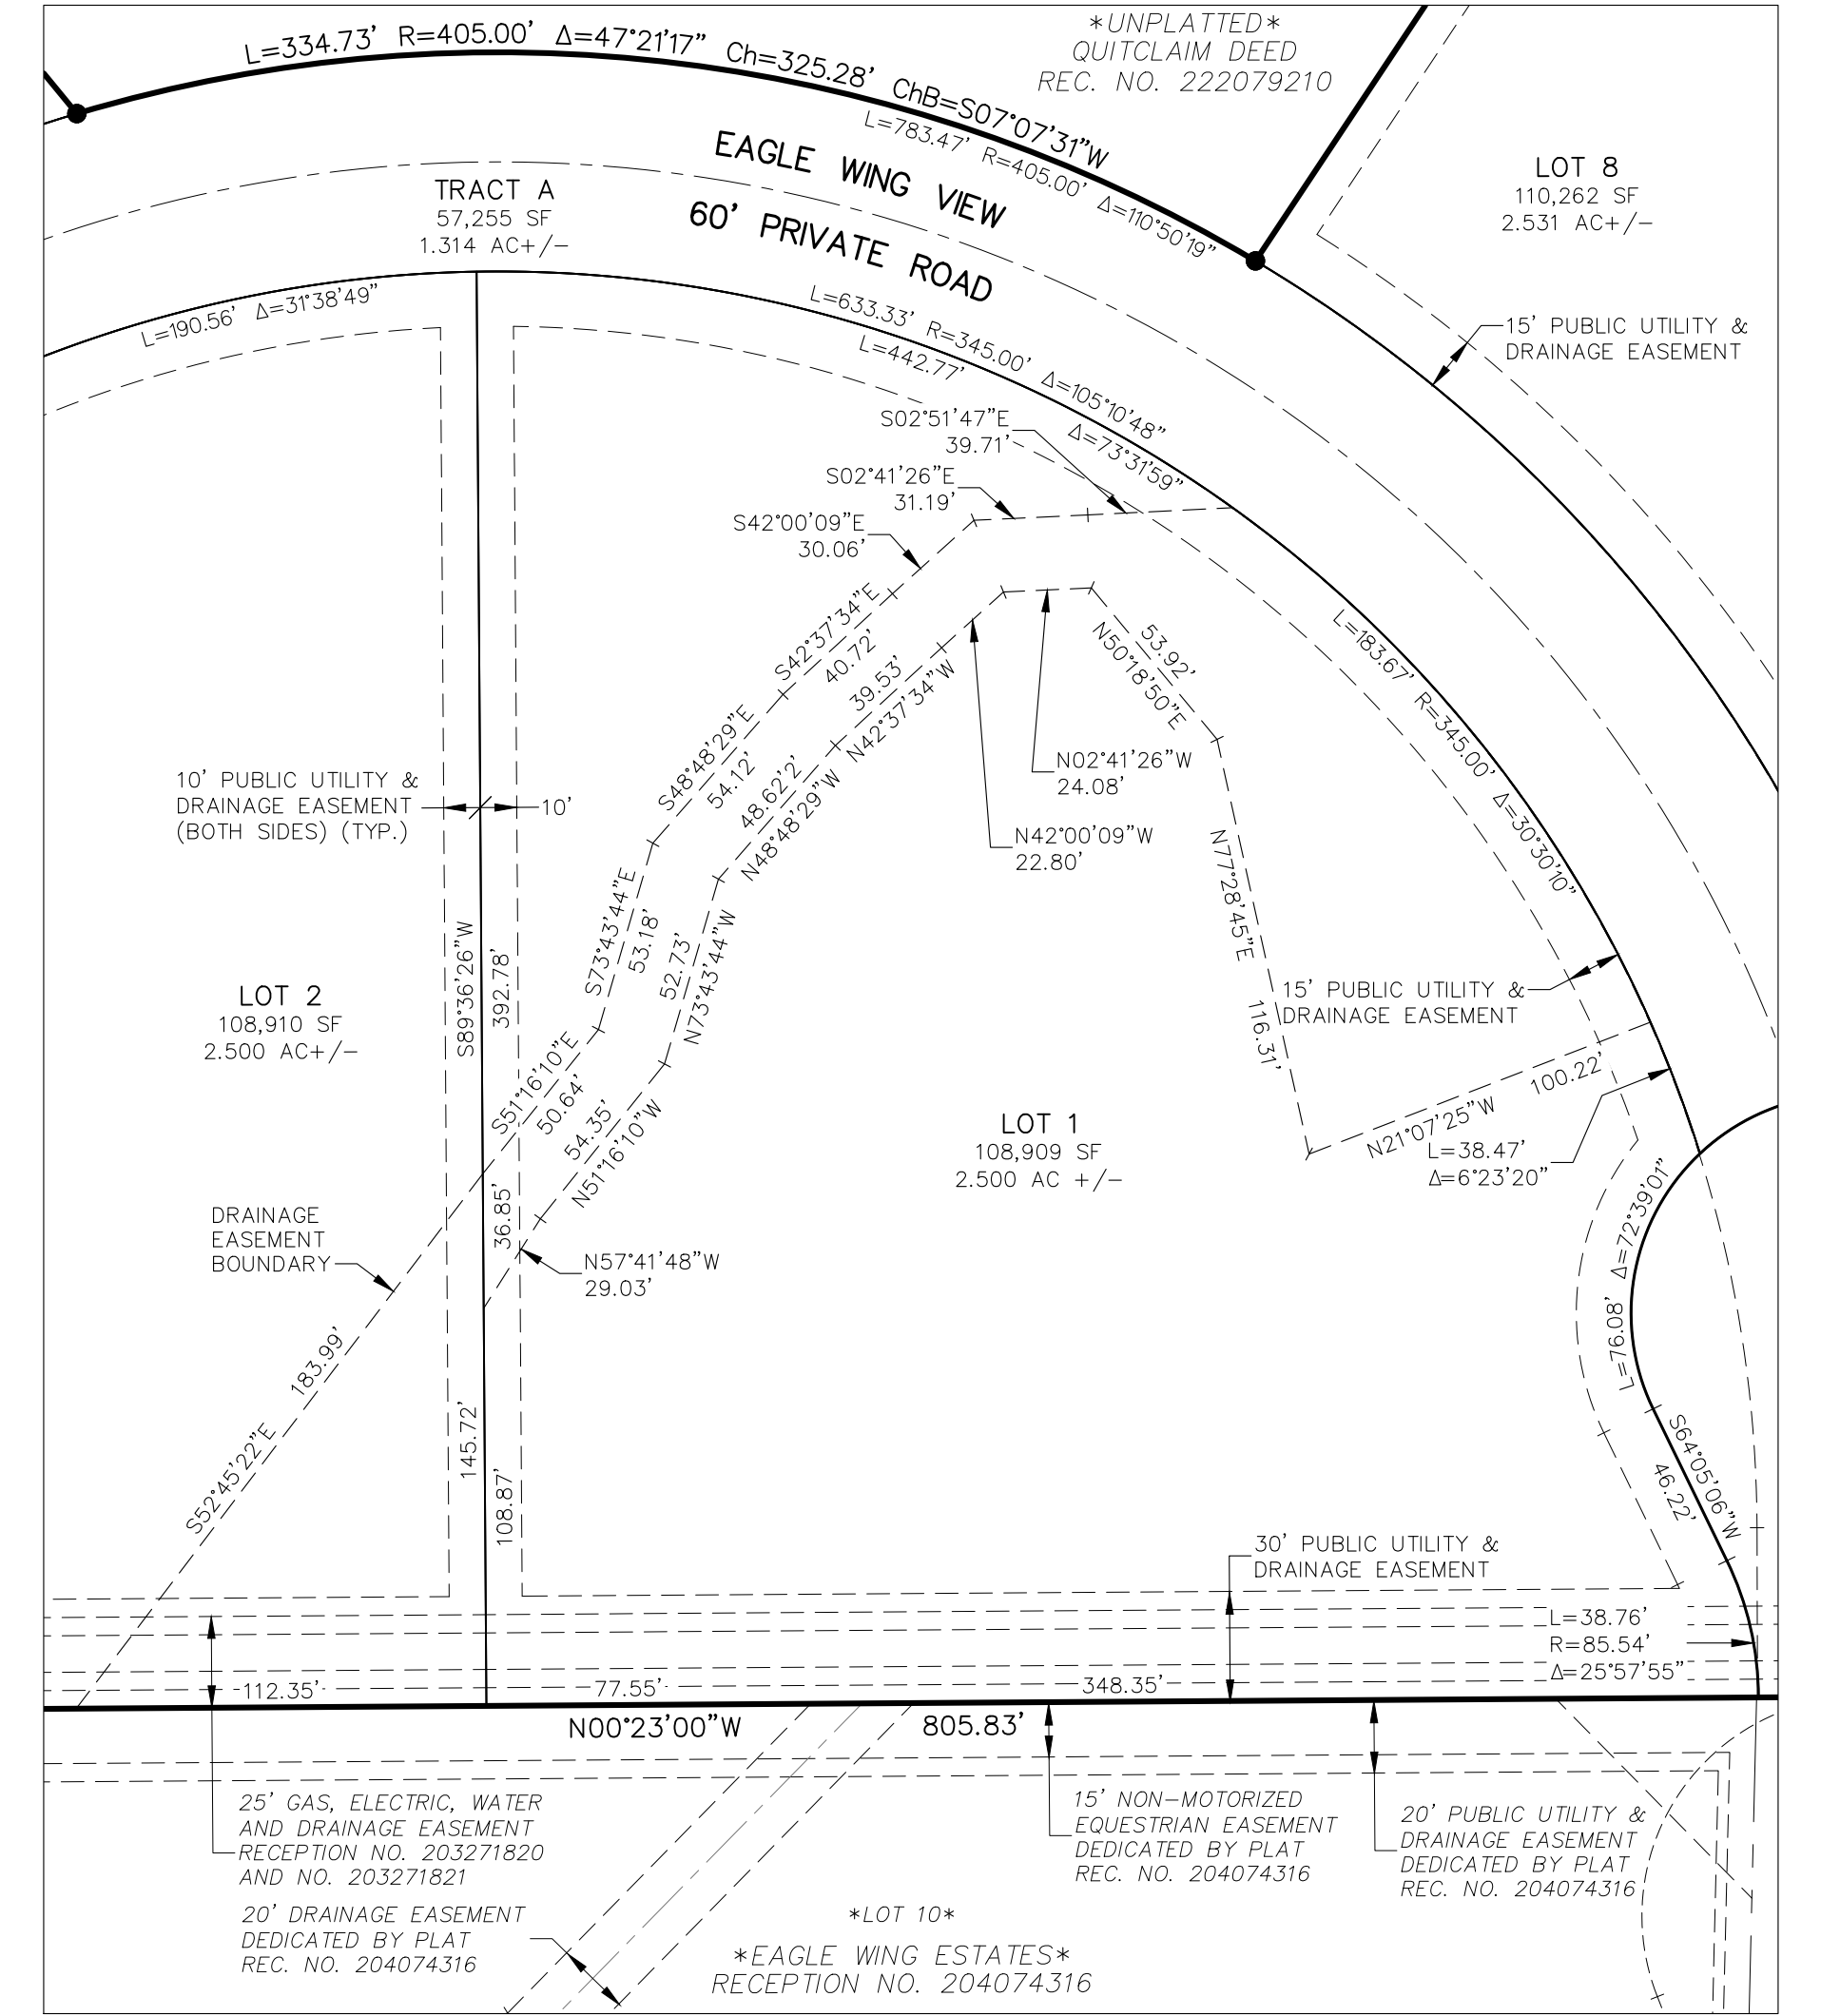 L=334.73' R=405.00' Δ=47°21'17" Ch=325.28' ChB=S07°07'31"W
L=783.47' R=405.00' Δ=110°50'19"
*UNPLATTED*
QUITCLAIM DEED
REC. NO. 222079210
EAGLE WING VIEW
60' PRIVATE ROAD
TRACT A
57,255 SF
1.314 AC+/-
LOT 8
110,262 SF
2.531 AC+/-
L=190.56' Δ=31°38'49"
L=633.33' R=345.00' Δ=105°10'48"
L=442.77' Δ=73°31'59"
15' PUBLIC UTILITY &
DRAINAGE EASEMENT
S02°51'47"E
39.71'
S02°41'26"E
31.19'
S42°00'09"E
30.06'
S42°37'34"E
40.72'
39.53'
N42°37'34"W
S48°48'29"E
54.12'
48.62'2'
N48°48'29"W
53.92'
N50°18'50"E
N02°41'26"W
24.08'
N42°00'09"W
22.80'
L=183.67' R=345.00' Δ=30°30'10"
10' PUBLIC UTILITY &
DRAINAGE EASEMENT
(BOTH SIDES) (TYP.)
10'
N77°28'45"E
116.31'
S73°43'44"E
53.18'
52.73'
N73°43'44"W
S89°36'26"W
392.78'
15' PUBLIC UTILITY &
DRAINAGE EASEMENT
LOT 2
108,910 SF
2.500 AC+/-
S51°16'10"E
50.64'
54.35'
N51°16'10"W
LOT 1
108,909 SF
2.500 AC +/-
N21°07'25"W 100.22'
L=38.47'
Δ=6°23'20"
L=76.08' Δ=72°39'01"
DRAINAGE
EASEMENT
BOUNDARY
36.85'
N57°41'48"W
29.03'
S52°45'22"E 183.99'
145.72'
108.87'
S64°05'06"W
46.22'
30' PUBLIC UTILITY &
DRAINAGE EASEMENT
L=38.76'
R=85.54'
Δ=25°57'55"
112.35'
77.55'
348.35'
N00°23'00"W 805.83'
25' GAS, ELECTRIC, WATER
AND DRAINAGE EASEMENT
RECEPTION NO. 203271820
AND NO. 203271821
15' NON-MOTORIZED
EQUESTRIAN EASEMENT
DEDICATED BY PLAT
REC. NO. 204074316
20' PUBLIC UTILITY &
DRAINAGE EASEMENT
DEDICATED BY PLAT
REC. NO. 204074316
20' DRAINAGE EASEMENT
DEDICATED BY PLAT
REC. NO. 204074316
*LOT 10*
*EAGLE WING ESTATES*
RECEPTION NO. 204074316